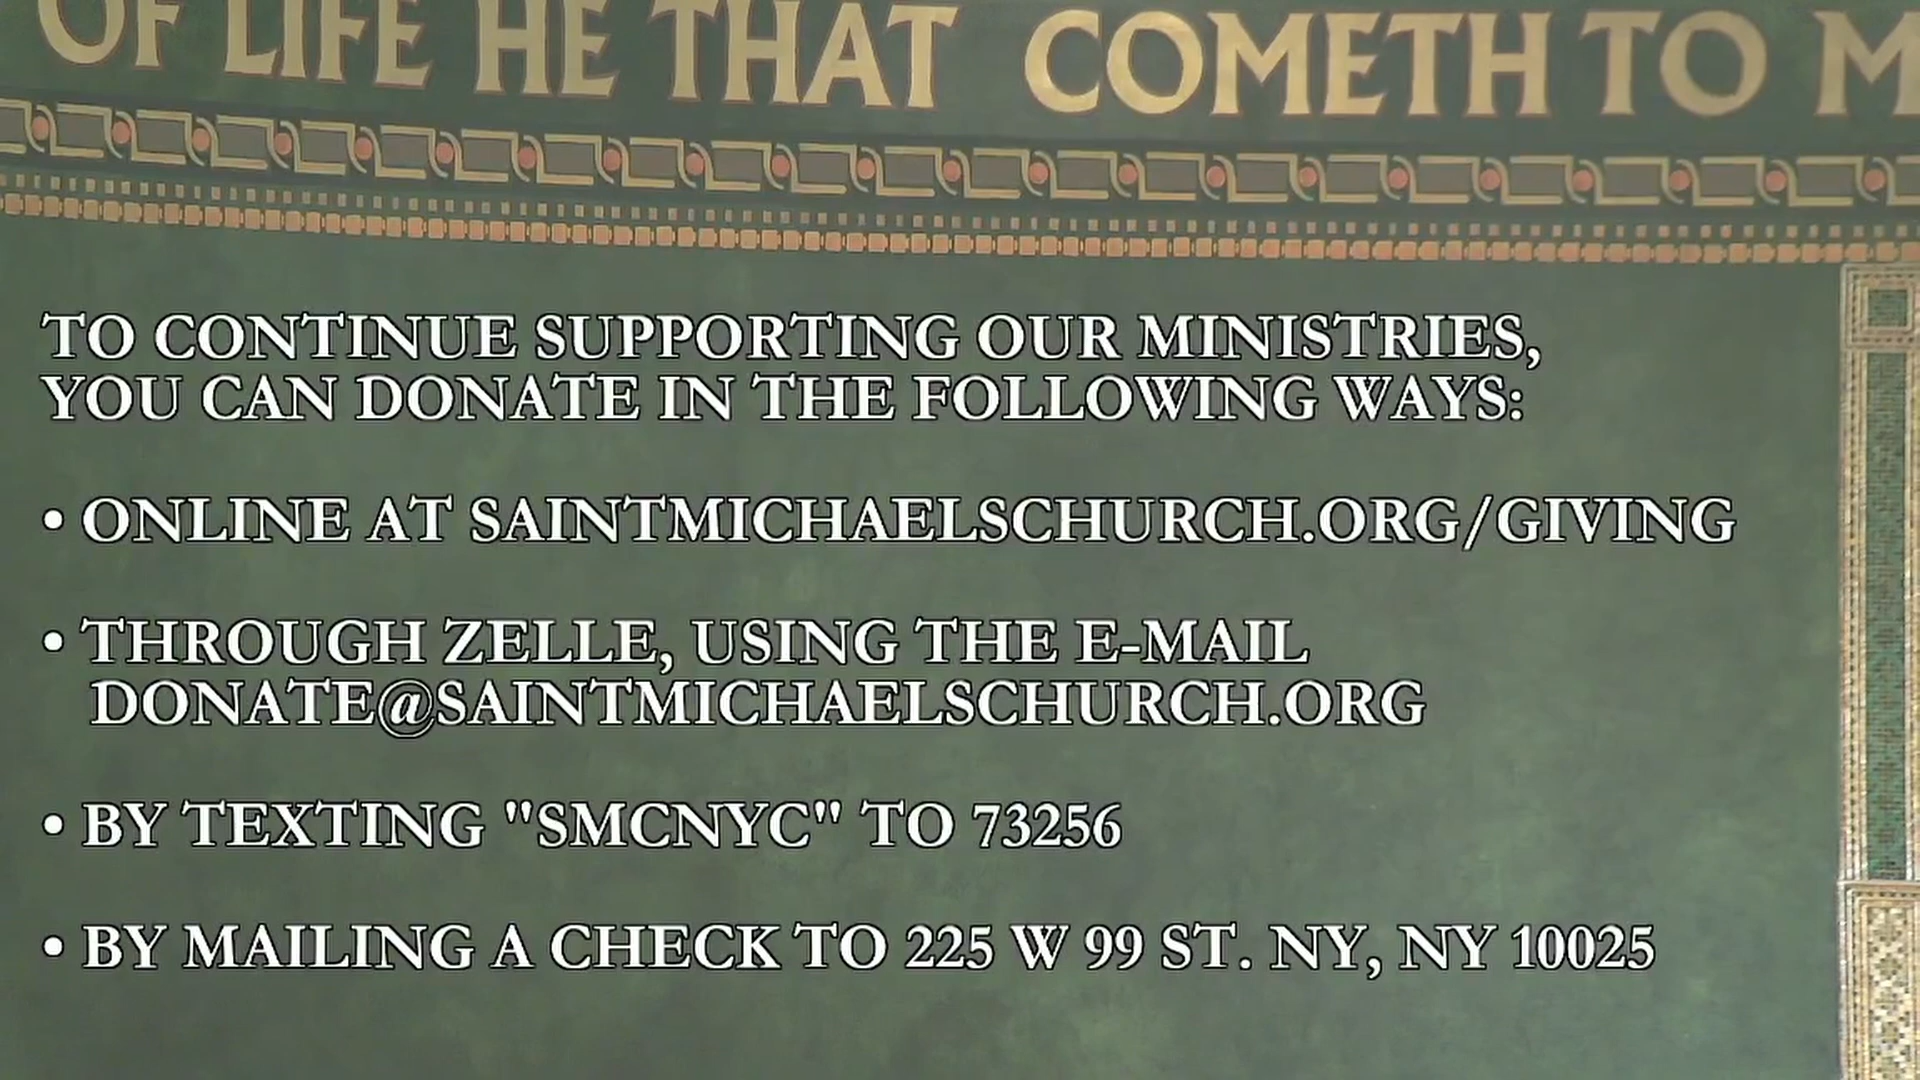 OF LIFE HE THAT COMETH TO M
TO CONTINUE SUPPORTING OUR MINISTRIES,
YOU CAN DONATE IN THE FOLLOWING WAYS:
• ONLINE AT SAINTMICHAELSCHURCH.ORG/GIVING
• THROUGH ZELLE, USING THE E-MAIL
DONATE@SAINTMICHAELSCHURCH.ORG
• BY TEXTING "SMCNYC" TO 73256
• BY MAILING A CHECK TO 225 W 99 ST. NY, NY 10025